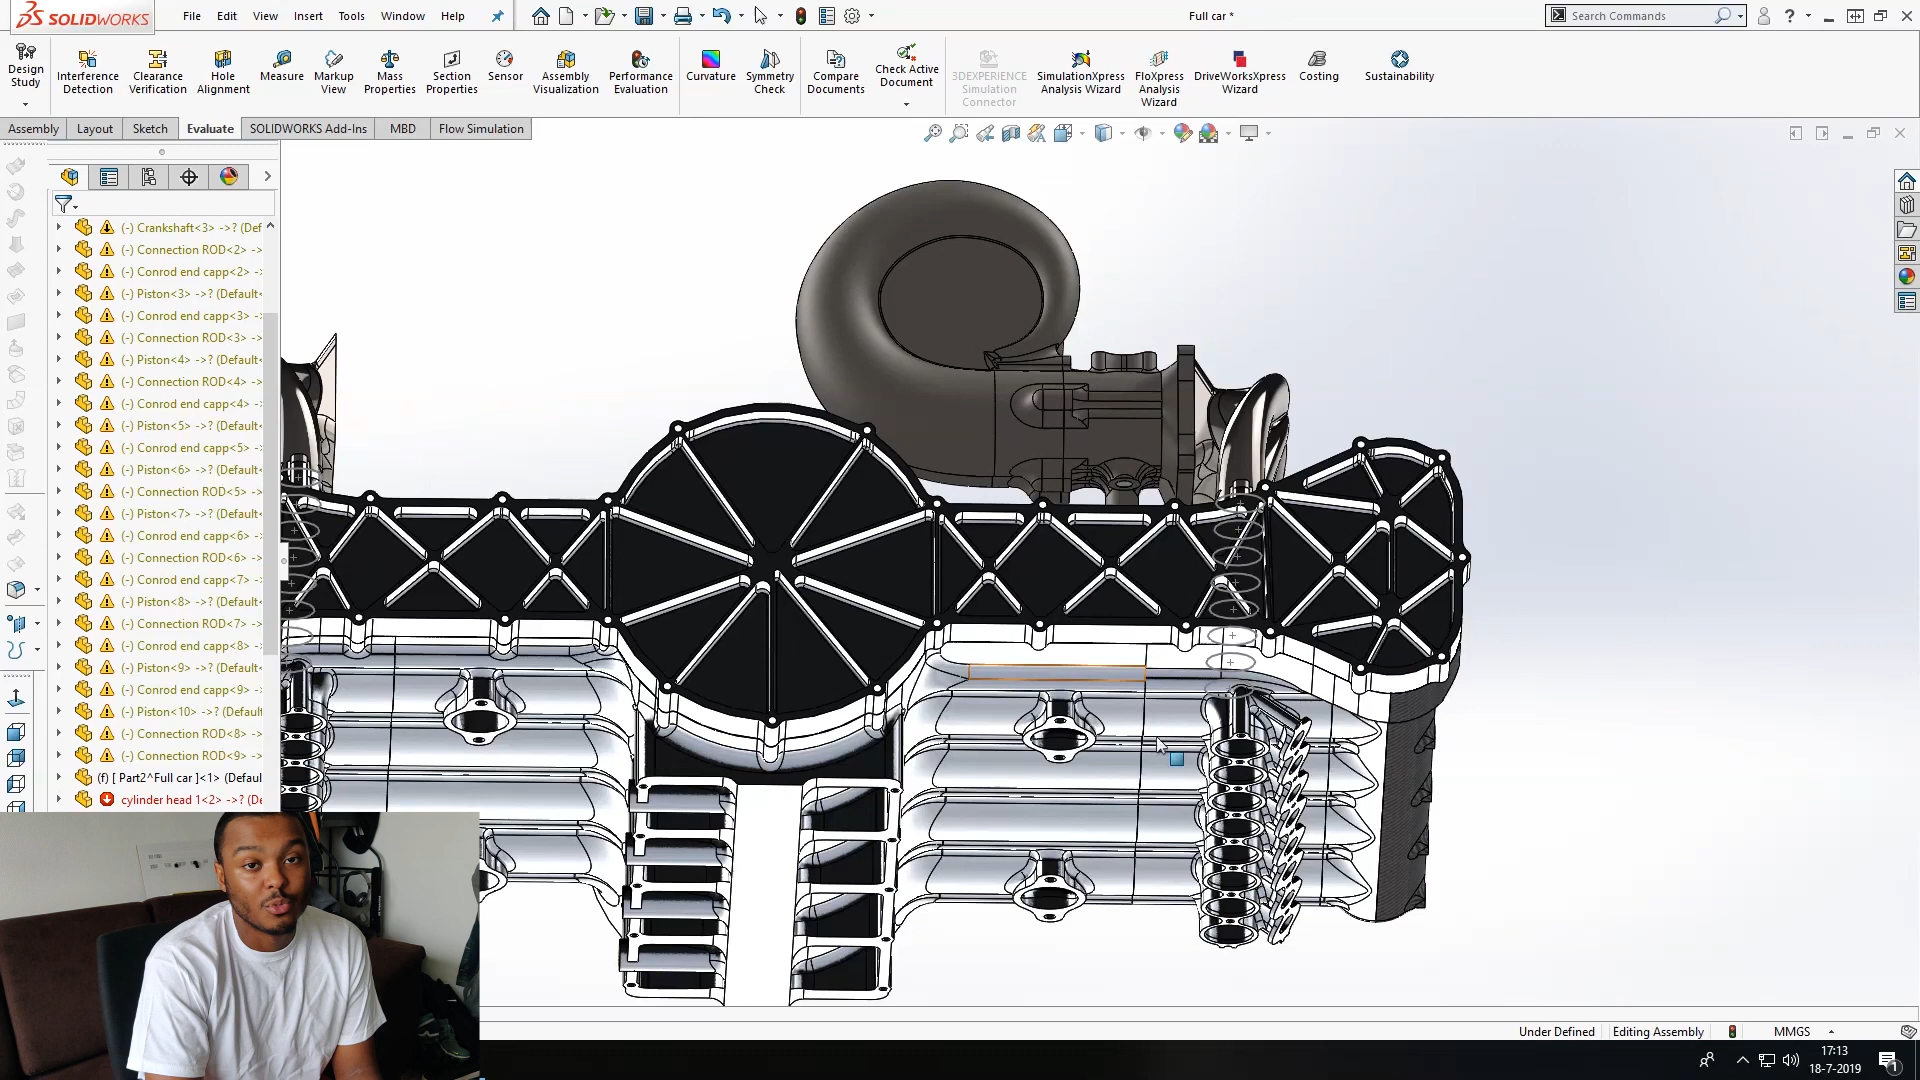 SOLIDWORKS
File Edit View Insert Tools Window Help
Full car *
Search Commands
Design Study
Interference Detection
Clearance Verification
Hole Alignment
Measure
Markup View
Mass Properties
Section Properties
Sensor
Assembly Visualization
Performance Evaluation
Curvature
Symmetry Check
Compare Documents
Check Active Document
3DEXPERIENCE Simulation Connector
SimulationXpress Analysis Wizard
FloXpress Analysis Wizard
DriveWorksXpress Wizard
Costing
Sustainability
Assembly Layout Sketch Evaluate SOLIDWORKS Add-Ins MBD Flow Simulation
(-) Crankshaft<3> ->? (Def
(-) Connection ROD<2> ->
(-) Conrod end capp<2> ->
(-) Piston<3> ->? (Default<
(-) Conrod end capp<3> ->
(-) Connection ROD<3> ->
(-) Piston<4> ->? (Default<
(-) Connection ROD<4> ->
(-) Conrod end capp<4> ->
(-) Piston<5> ->? (Default<
(-) Conrod end capp<5> ->
(-) Piston<6> ->? (Default<
(-) Connection ROD<5> ->
(-) Piston<7> ->? (Default<
(-) Conrod end capp<6> ->
(-) Connection ROD<6> ->
(-) Conrod end capp<7> ->
(-) Piston<8> ->? (Default<
(-) Connection ROD<7> ->
(-) Conrod end capp<8> ->
(-) Piston<9> ->? (Default<
(-) Conrod end capp<9> ->
(-) Piston<10> ->? (Default
(-) Connection ROD<8> ->
(-) Connection ROD<9> ->
(f) [ Part2^Full car ]<1> (Defaul
cylinder head 1<2> ->? (De
Under Defined Editing Assembly MMGS
17:13
18-7-2019
1